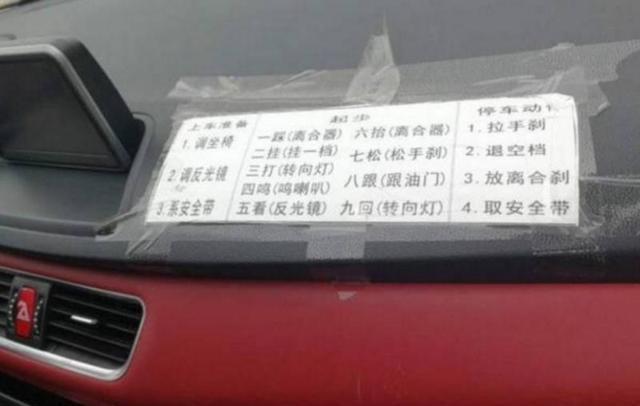 上车准备
1. 调坐椅
2. 调反光镜
3. 系安全带
起步
一踩(离合器)
二挂(挂一档)
三打(转向灯)
四鸣(鸣喇叭)
五看(反光镜)
六抬(离合器)
七松(松手刹)
八跟(跟油门)
九回(转向灯)
停车动作
1. 拉手刹
2. 退空档
3. 放离合刹
4. 取安全带